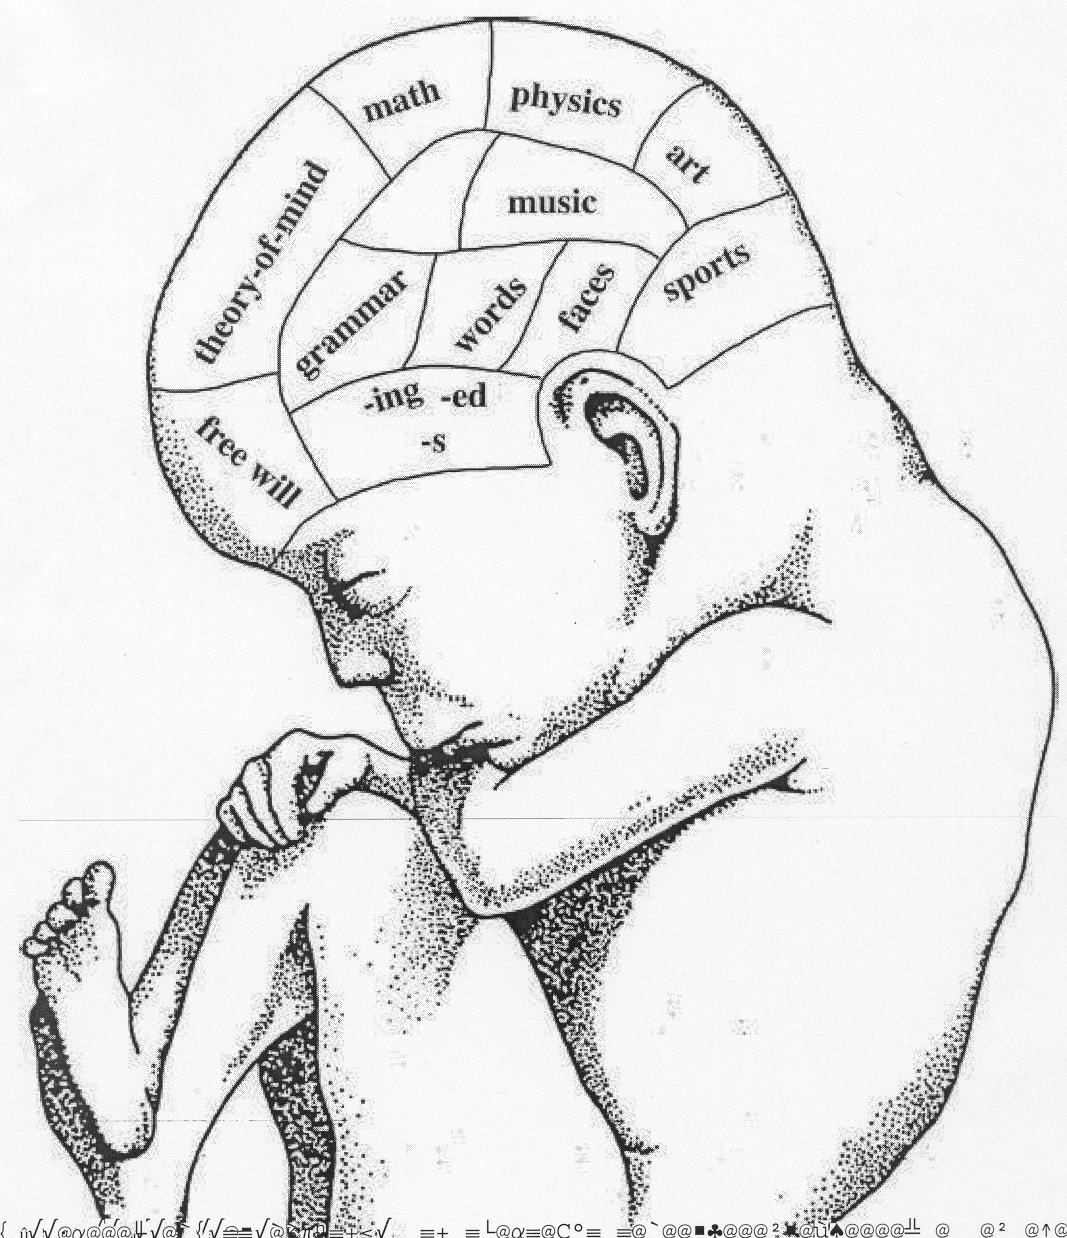 math
physics
art
theory-of-mind
music
sports
grammar
words
faces
-ing -ed
-s
free will